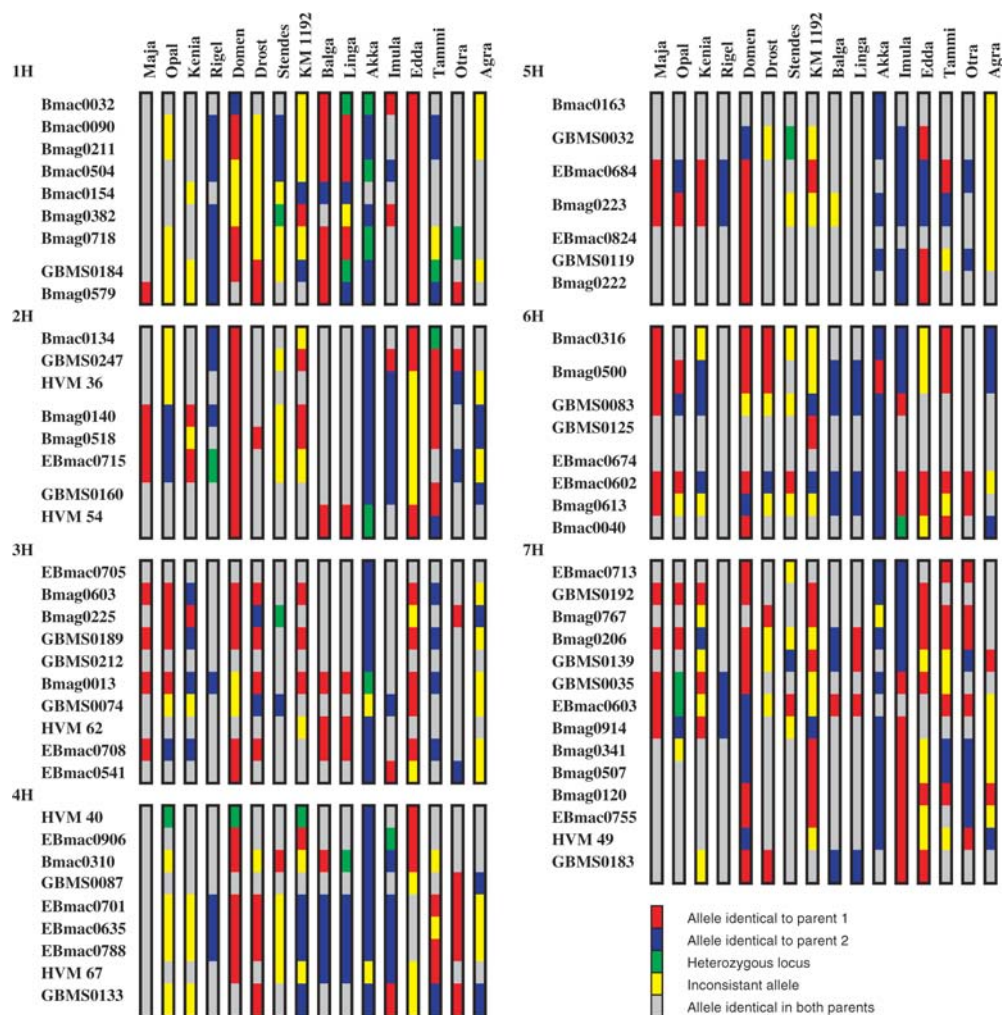 Maja Opal Kenia Rigel Domen Drost Stendes KM 1192 Balga Linga Akka Imula Edda Tammi Otra Agra
1H
Bmac0032
Bmac0090
Bmag0211
Bmac0504
Bmac0154
Bmag0382
Bmag0718
GBMS0184
Bmag0579
2H
Bmac0134
GBMS0247
HVM 36
Bmag0140
Bmag0518
EBmac0715
GBMS0160
HVM 54
3H
EBmac0705
Bmag0603
Bmag0225
GBMS0189
GBMS0212
Bmag0013
GBMS0074
HVM 62
EBmac0708
EBmac0541
4H
HVM 40
EBmac0906
Bmac0310
GBMS0087
EBmac0701
EBmac0635
EBmac0788
HVM 67
GBMS0133
Maja Opal Kenia Rigel Domen Drost Stendes KM 1192 Balga Linga Akka Imula Edda Tammi Otra Agra
5H
Bmac0163
GBMS0032
EBmac0684
Bmag0223
EBmac0824
GBMS0119
Bmag0222
6H
Bmac0316
Bmag0500
GBMS0083
GBMS0125
EBmac0674
EBmac0602
Bmag0613
Bmac0040
7H
EBmac0713
GBMS0192
Bmag0767
Bmag0206
GBMS0139
GBMS0035
EBmac0603
Bmag0914
Bmag0341
Bmag0507
Bmag0120
EBmac0755
HVM 49
GBMS0183
Allele identical to parent 1
Allele identical to parent 2
Heterozygous locus
Inconsistant allele
Allele identical in both parents